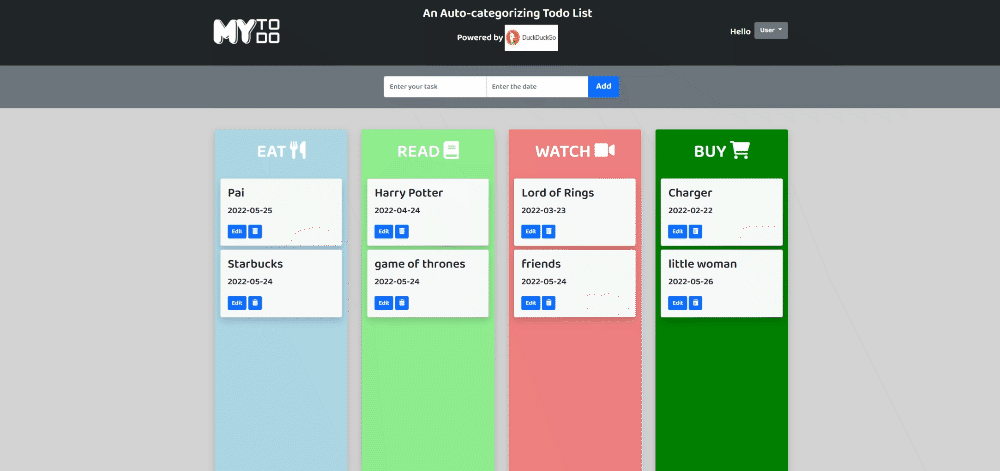 MY TO DO
An Auto-categorizing Todo List
Powered by DuckDuckGo
Hello User
Enter your task Enter the date Add
EAT
Pai
2022-05-25
Edit
Starbucks
2022-05-24
Edit
READ
Harry Potter
2022-04-24
Edit
game of thrones
2022-05-24
Edit
WATCH
Lord of Rings
2022-03-23
Edit
friends
2022-05-24
Edit
BUY
Charger
2022-02-22
Edit
little woman
2022-05-26
Edit